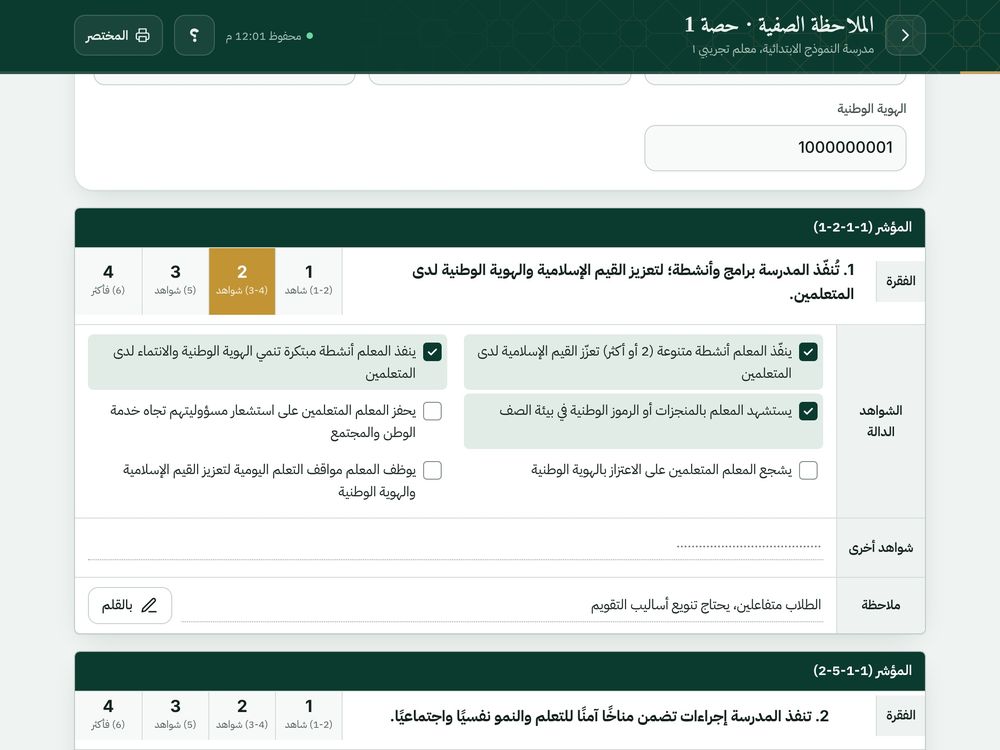 الملاحظة الصفية · حصة 1
مدرسة النموذج الابتدائية، معلم تجريبي ١
محفوظ 12:01 م
؟
المختصر
الهوية الوطنية
1000000001
المؤشر (1-1-2-1)
الفقرة
1. تُنفّذ المدرسة برامج وأنشطة؛ لتعزيز القيم الإسلامية والهوية الوطنية لدى
المتعلمين.
1
(1-2) شاهد
2
(3-4) شواهد
3
(5) شواهد
4
(6) فأكثر
الشواهد
الدالة
ينفّذ المعلم أنشطة متنوعة (2 أو أكثر) تعزّز القيم الإسلامية لدى
المتعلمين
ينفذ المعلم أنشطة مبتكرة تنمي الهوية الوطنية والانتماء لدى
المتعلمين
يستشهد المعلم بالمنجزات أو الرموز الوطنية في بيئة الصف
يحفز المعلم المتعلمين على استشعار مسؤوليتهم تجاه خدمة
الوطن والمجتمع
يشجع المعلم المتعلمين على الاعتزاز بالهوية الوطنية
يوظف المعلم مواقف التعلم اليومية لتعزيز القيم الإسلامية
والهوية الوطنية
شواهد أخرى
......................................
ملاحظة
الطلاب متفاعلين، يحتاج تنويع أساليب التقويم
بالقلم
المؤشر (1-1-5-2)
الفقرة
2. تنفذ المدرسة إجراءات تضمن مناخًا آمنًا للتعلم والنمو نفسيًا واجتماعيًا.
1
(1-2) شاهد
2
(3-4) شواهد
3
(5) شواهد
4
(6) فأكثر